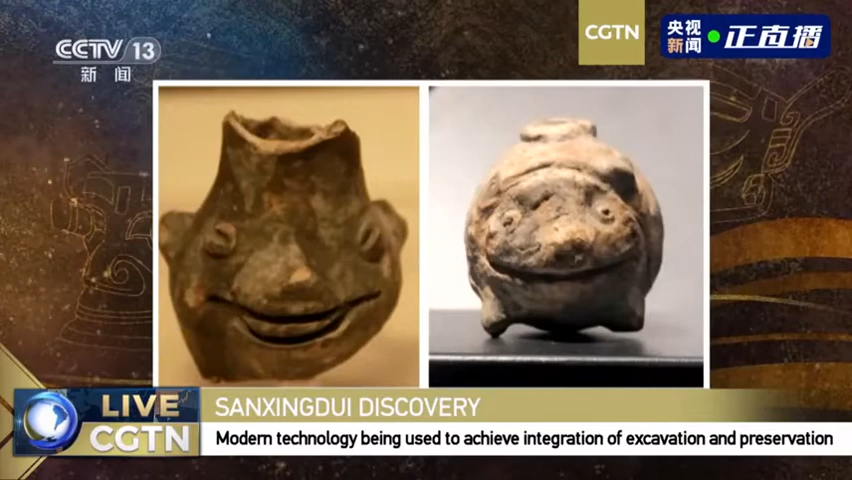 CCTV 13
新闻
CGTN
央视
新闻
正直播
LIVE
CGTN
SANXINGDUI DISCOVERY
Modern technology being used to achieve integration of excavation and preservation